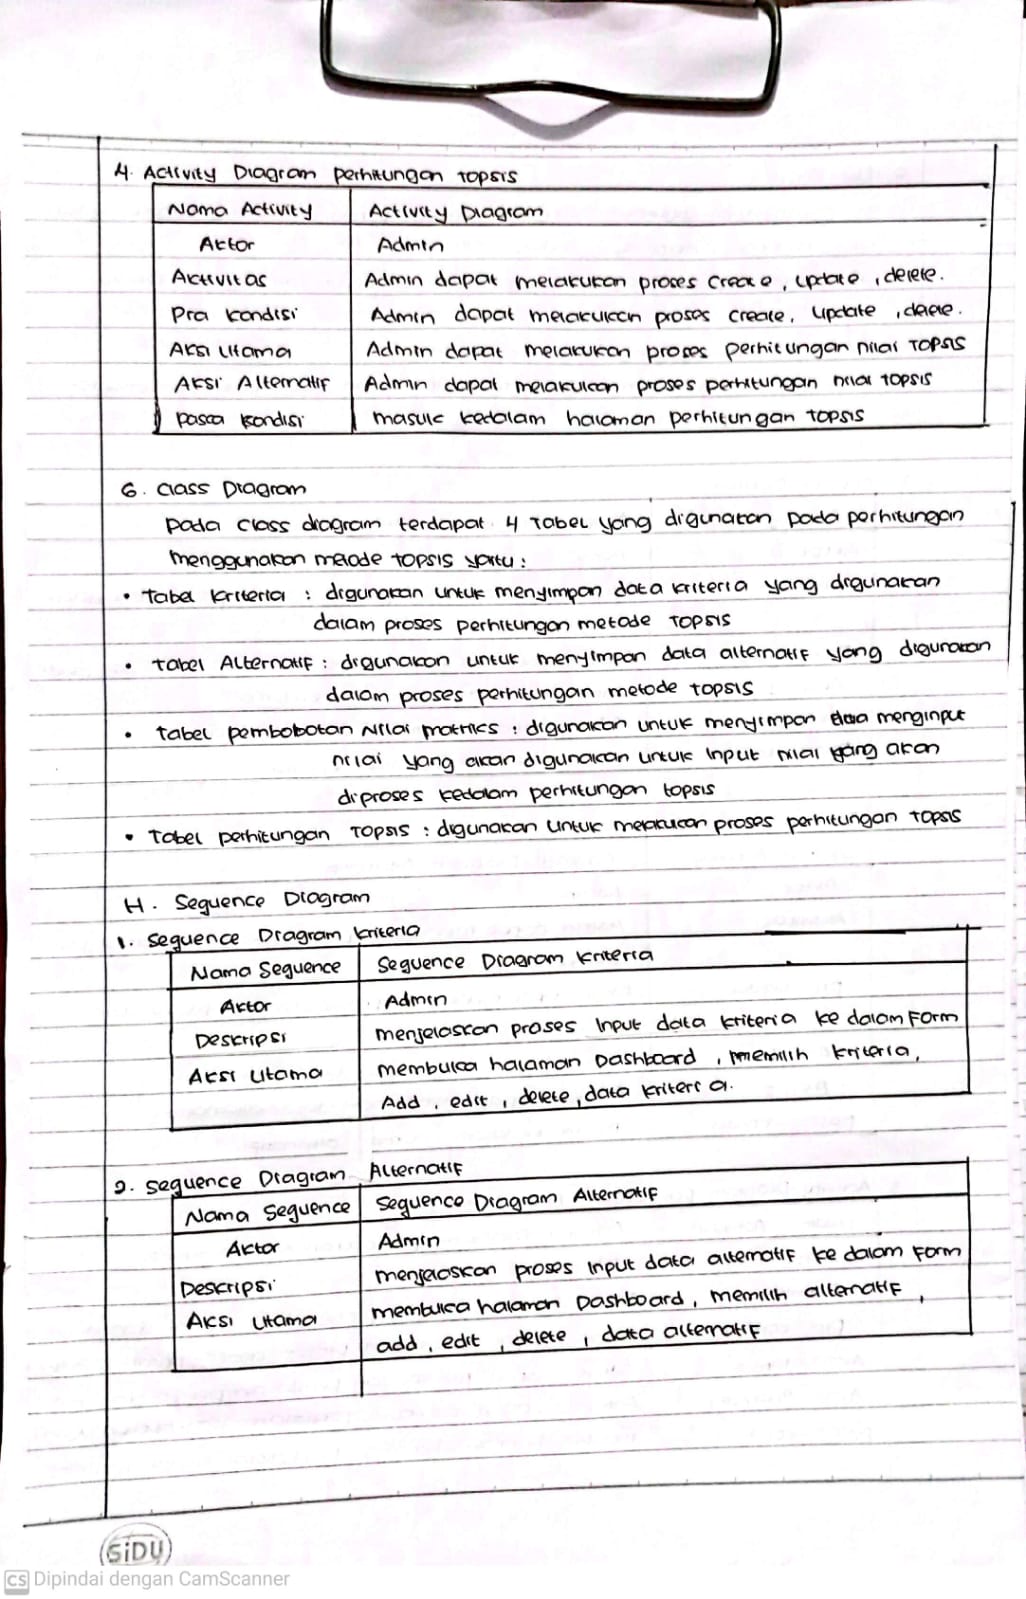 4. Activity Diagram perhitungan TOPSIS
Nama Activity Activity Diagram
Aktor Admin
Aktivitas Admin dapat melakukan proses create, update, delete.
Pra kondisi Admin dapat melakukan proses create, update, delete.
Aksi Utama Admin dapat melakukan proses perhitungan nilai TOPSIS
Aksi Alternatif Admin dapat melakukan proses perhitungan nilai TOPSIS
Pasca kondisi masuk kedalam halaman perhitungan TOPSIS
G. Class Diagram
Pada class diagram terdapat 4 Tabel yang digunakan pada perhitungan
menggunakan metode TOPSIS yaitu:
• Tabel kriteria : digunakan untuk menyimpan data kriteria yang digunakan
dalam proses perhitungan metode TOPSIS
• Tabel Alternatif : digunakan untuk menyimpan data alternatif yang digunakan
dalam proses perhitungan metode TOPSIS
• Tabel pembobotan Nilai matriks : digunakan untuk menyimpan dan menginput
nilai yang akan digunakan untuk input nilai yang akan
diproses kedalam perhitungan topsis
• Tabel perhitungan TOPSIS : digunakan untuk melakukan proses perhitungan TOPSIS
H. Sequence Diagram
1. Sequence Diagram kriteria
Nama Sequence Sequence Diagram kriteria
Aktor Admin
Deskripsi menjelaskan proses input data kriteria ke dalam Form
Aksi Utama membuka halaman Dashboard, memilih kriteria,
Add, edit, delete, data kriteria.
2. Sequence Diagram Alternatif
Nama Sequence Sequence Diagram Alternatif
Aktor Admin
Deskripsi menjelaskan proses input data alternatif ke dalam Form
Aksi Utama membuka halaman Dashboard, memilih alternatif,
add, edit, delete, data alternatif
SiDU
CS Dipindai dengan CamScanner